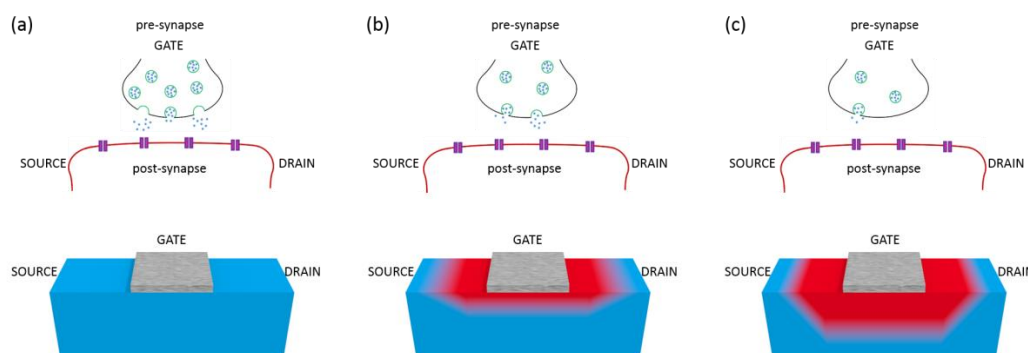 (a)
pre-synapse
GATE
SOURCE
DRAIN
post-synapse
GATE
SOURCE
DRAIN
(b)
pre-synapse
GATE
SOURCE
DRAIN
post-synapse
GATE
SOURCE
DRAIN
(c)
pre-synapse
GATE
SOURCE
DRAIN
post-synapse
GATE
SOURCE
DRAIN